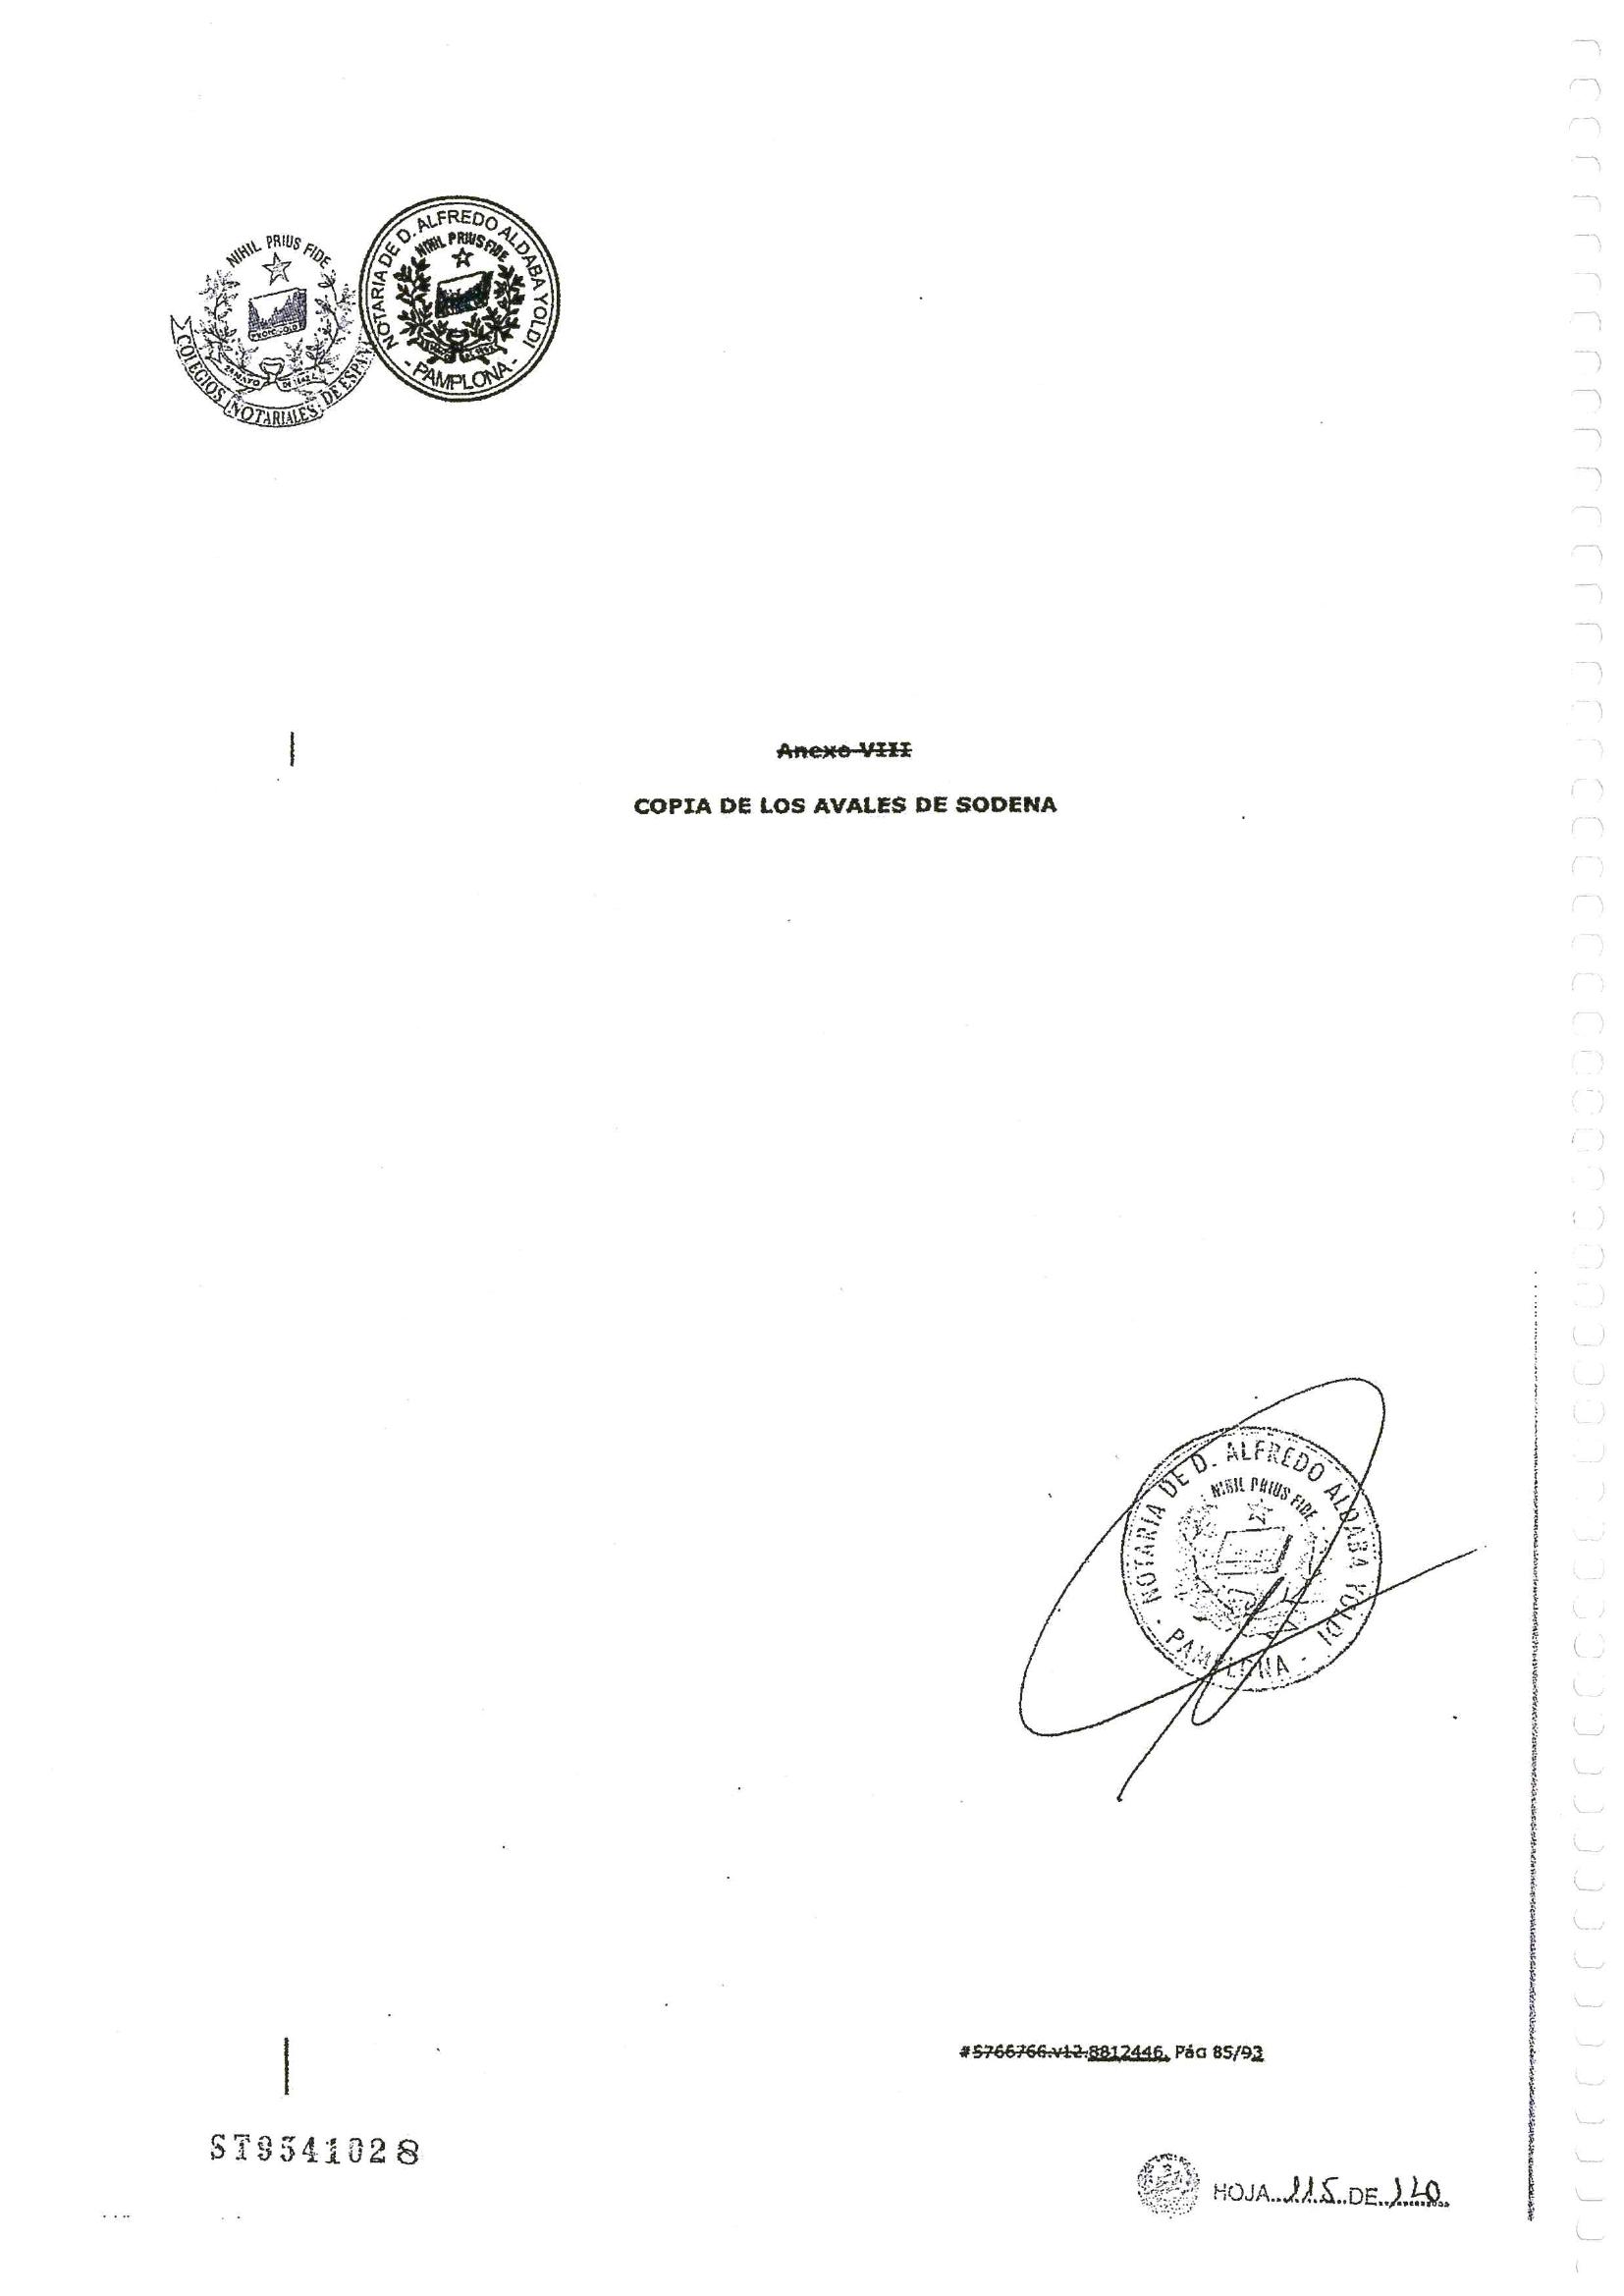 NIHIL PRIUS FIDE
COLEGIOS NOTARIALES DE ESPAÑA
NOTARIA DE D. ALFREDO ALDABA YOLDI
NIHIL PRIUS FIDE
- PAMPLONA -
Anexo VIII
COPIA DE LOS AVALES DE SODENA
NOTARIA DE D. ALFREDO ALDABA YOLDI
NIHIL PRIUS FIDE
- PAMPLONA -
#5766766.v12.8812446. Pág 85/93
ST9541028
HOJA 115 DE 120